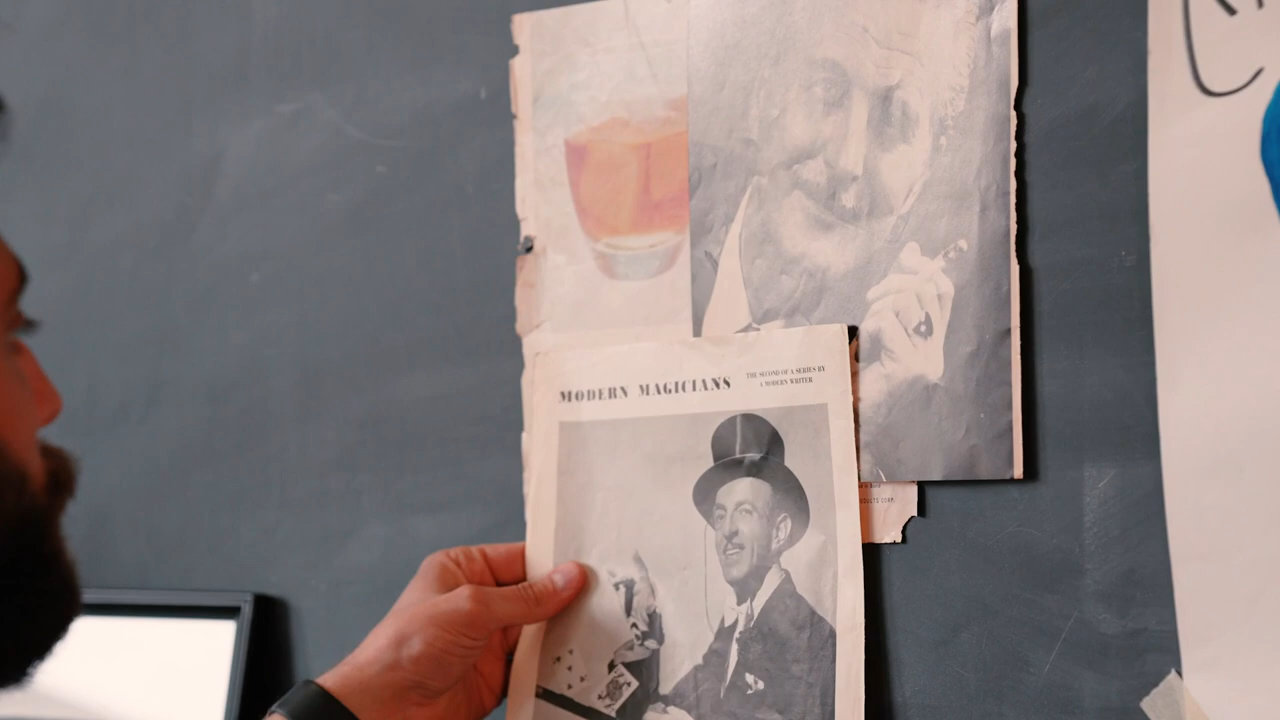 MODERN MAGICIANS
THE SECOND OF A SERIES BY
A MODERN WRITER